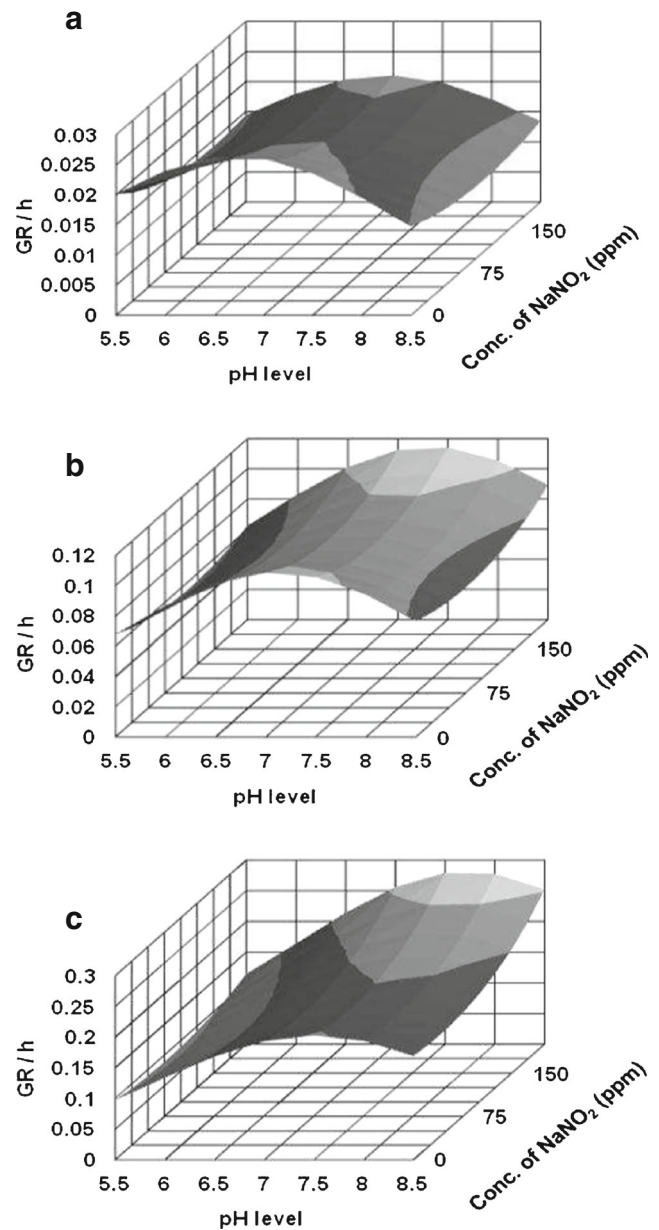 a
0.03
0.025
0.02
0.015
0.01
0.005
0
GR / h
5.5 6 6.5 7 7.5 8 8.5
pH level
0
75
150
Conc. of NaNO₂ (ppm)
b
0.12
0.1
0.08
0.06
0.04
0.02
0
GR / h
5.5 6 6.5 7 7.5 8 8.5
pH level
0
75
150
Conc. of NaNO₂ (ppm)
c
0.3
0.25
0.2
0.15
0.1
0.05
0
GR / h
5.5 6 6.5 7 7.5 8 8.5
pH level
0
75
150
Conc. of NaNO₂ (ppm)